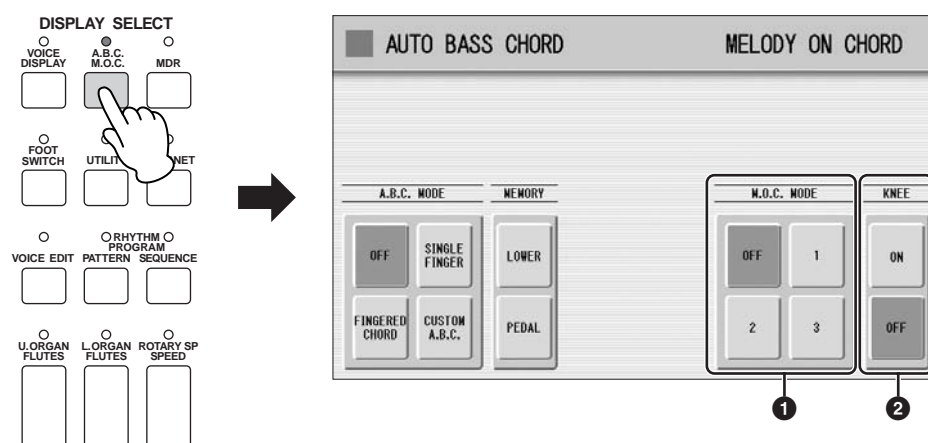 DISPLAY SELECT
VOICE DISPLAY
A.B.C. M.O.C.
MDR
FOOT SWITCH
RHYTHM PROGRAM
VOICE EDIT PATTERN SEQUENCE
U.ORGAN FLUTES
L.ORGAN FLUTES
ROTARY SP SPEED
AUTO BASS CHORD
MELODY ON CHORD
A.B.C. MODE
MEMORY
OFF
SINGLE FINGER
LOWER
FINGERED CHORD
CUSTOM A.B.C.
PEDAL
M.O.C. MODE
KNEE
OFF
1
ON
2
3
OFF
1
2